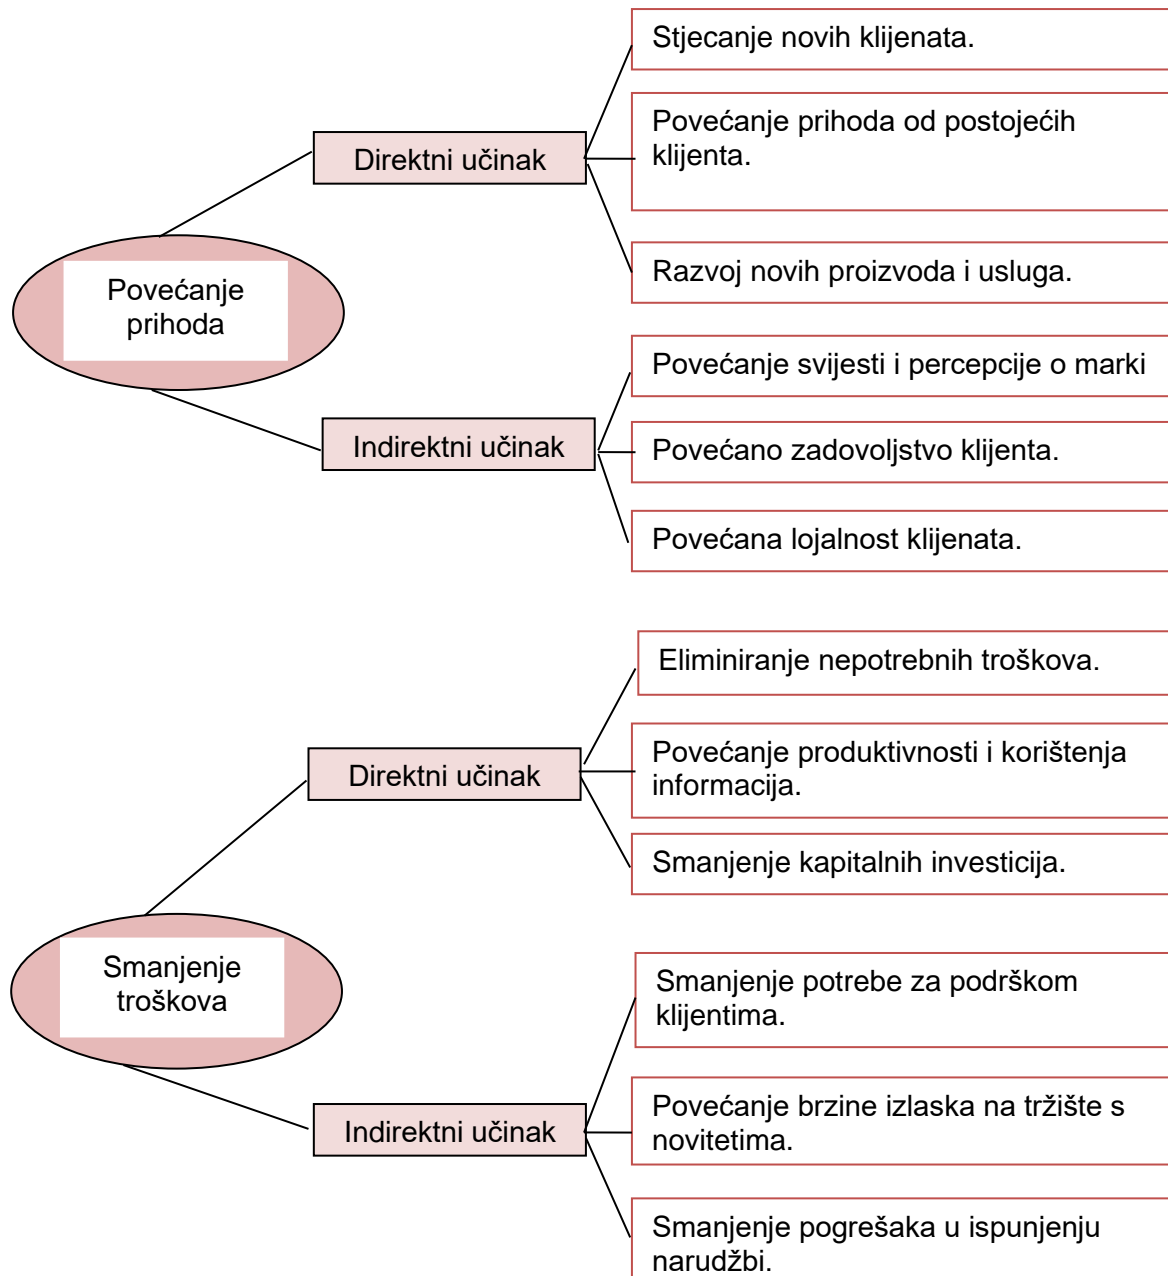 Povećanje
prihoda
Direktni učinak
Stjecanje novih klijenata.
Povećanje prihoda od postojećih
klijenta.
Razvoj novih proizvoda i usluga.
Indirektni učinak
Povećanje svijesti i percepcije o marki
Povećano zadovoljstvo klijenta.
Povećana lojalnost klijenata.
Smanjenje
troškova
Direktni učinak
Eliminiranje nepotrebnih troškova.
Povećanje produktivnosti i korištenja
informacija.
Smanjenje kapitalnih investicija.
Indirektni učinak
Smanjenje potrebe za podrškom
klijentima.
Povećanje brzine izlaska na tržište s
novitetima.
Smanjenje pogrešaka u ispunjenju
narudžbi.